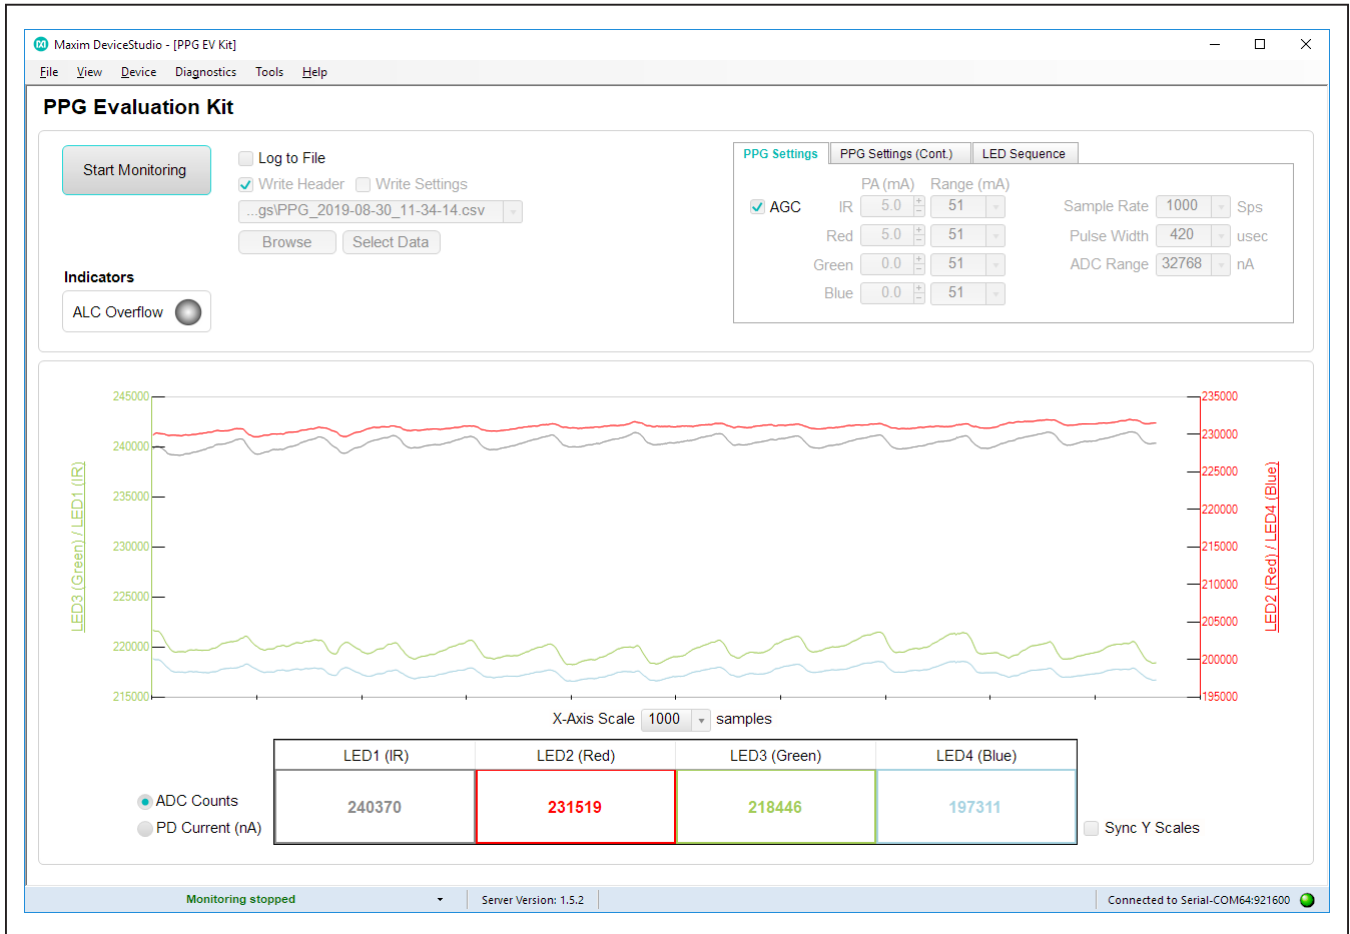 Maxim DeviceStudio - [PPG EV Kit]
File View Device Diagnostics Tools Help
PPG Evaluation Kit
Start Monitoring
Log to File
Write Header Write Settings
...gs\PPG_2019-08-30_11-34-14.csv
Browse Select Data
Indicators
ALC Overflow
PPG Settings PPG Settings (Cont.) LED Sequence
PA (mA) Range (mA)
AGC IR 5.0 51 Sample Rate 1000 Sps
Red 5.0 51 Pulse Width 420 usec
Green 0.0 51 ADC Range 32768 nA
Blue 0.0 51
LED3 (Green) / LED1 (IR)
245000
240000
235000
230000
225000
220000
215000
235000
230000
225000
220000
215000
210000
205000
200000
195000
LED2 (Red) / LED4 (Blue)
X-Axis Scale 1000 samples
LED1 (IR) LED2 (Red) LED3 (Green) LED4 (Blue)
ADC Counts
PD Current (nA)
240370 231519 218446 197311
Sync Y Scales
Monitoring stopped Server Version: 1.5.2 Connected to Serial-COM64:921600